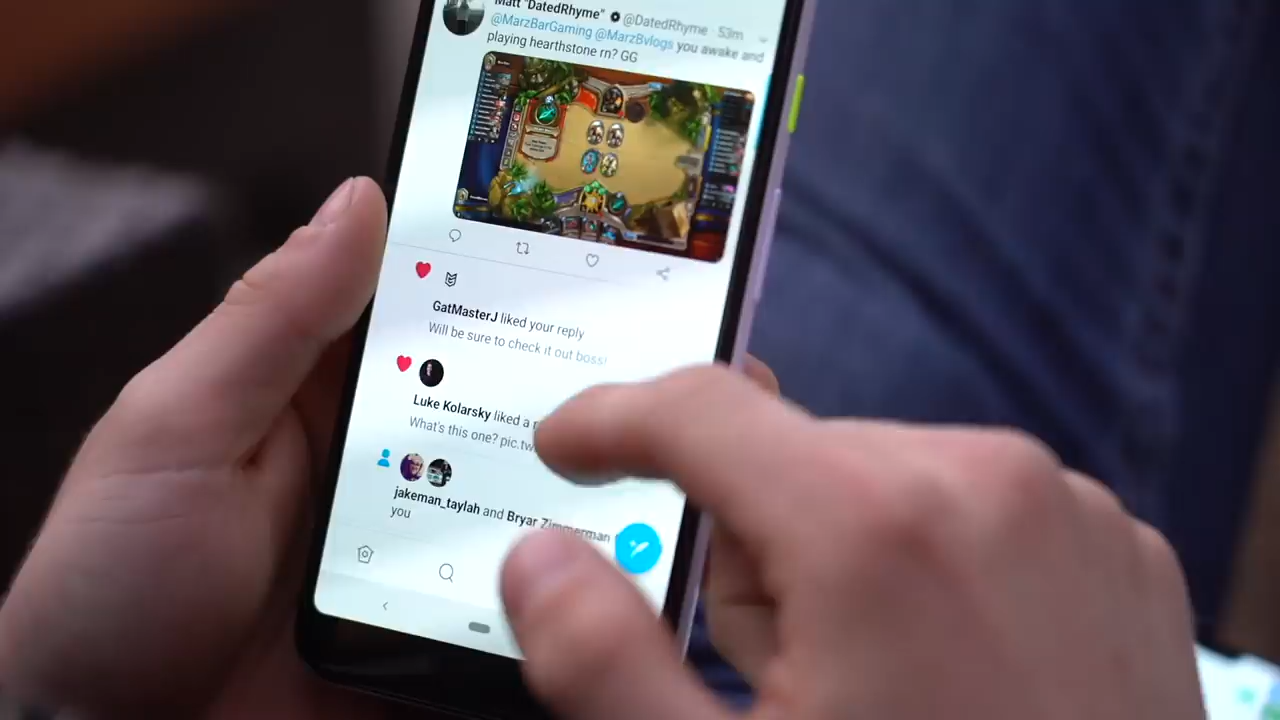 Matt "DatedRhyme" @DatedRhyme · 53m
@MarzBarGaming @MarzBvlogs you awake and
playing hearthstone rn? GG
GatMasterJ liked your reply
Will be sure to check it out boss!
Luke Kolarsky liked a
What's this one? pic.tw
jakeman_taylah and Bryar Zimmerman
you